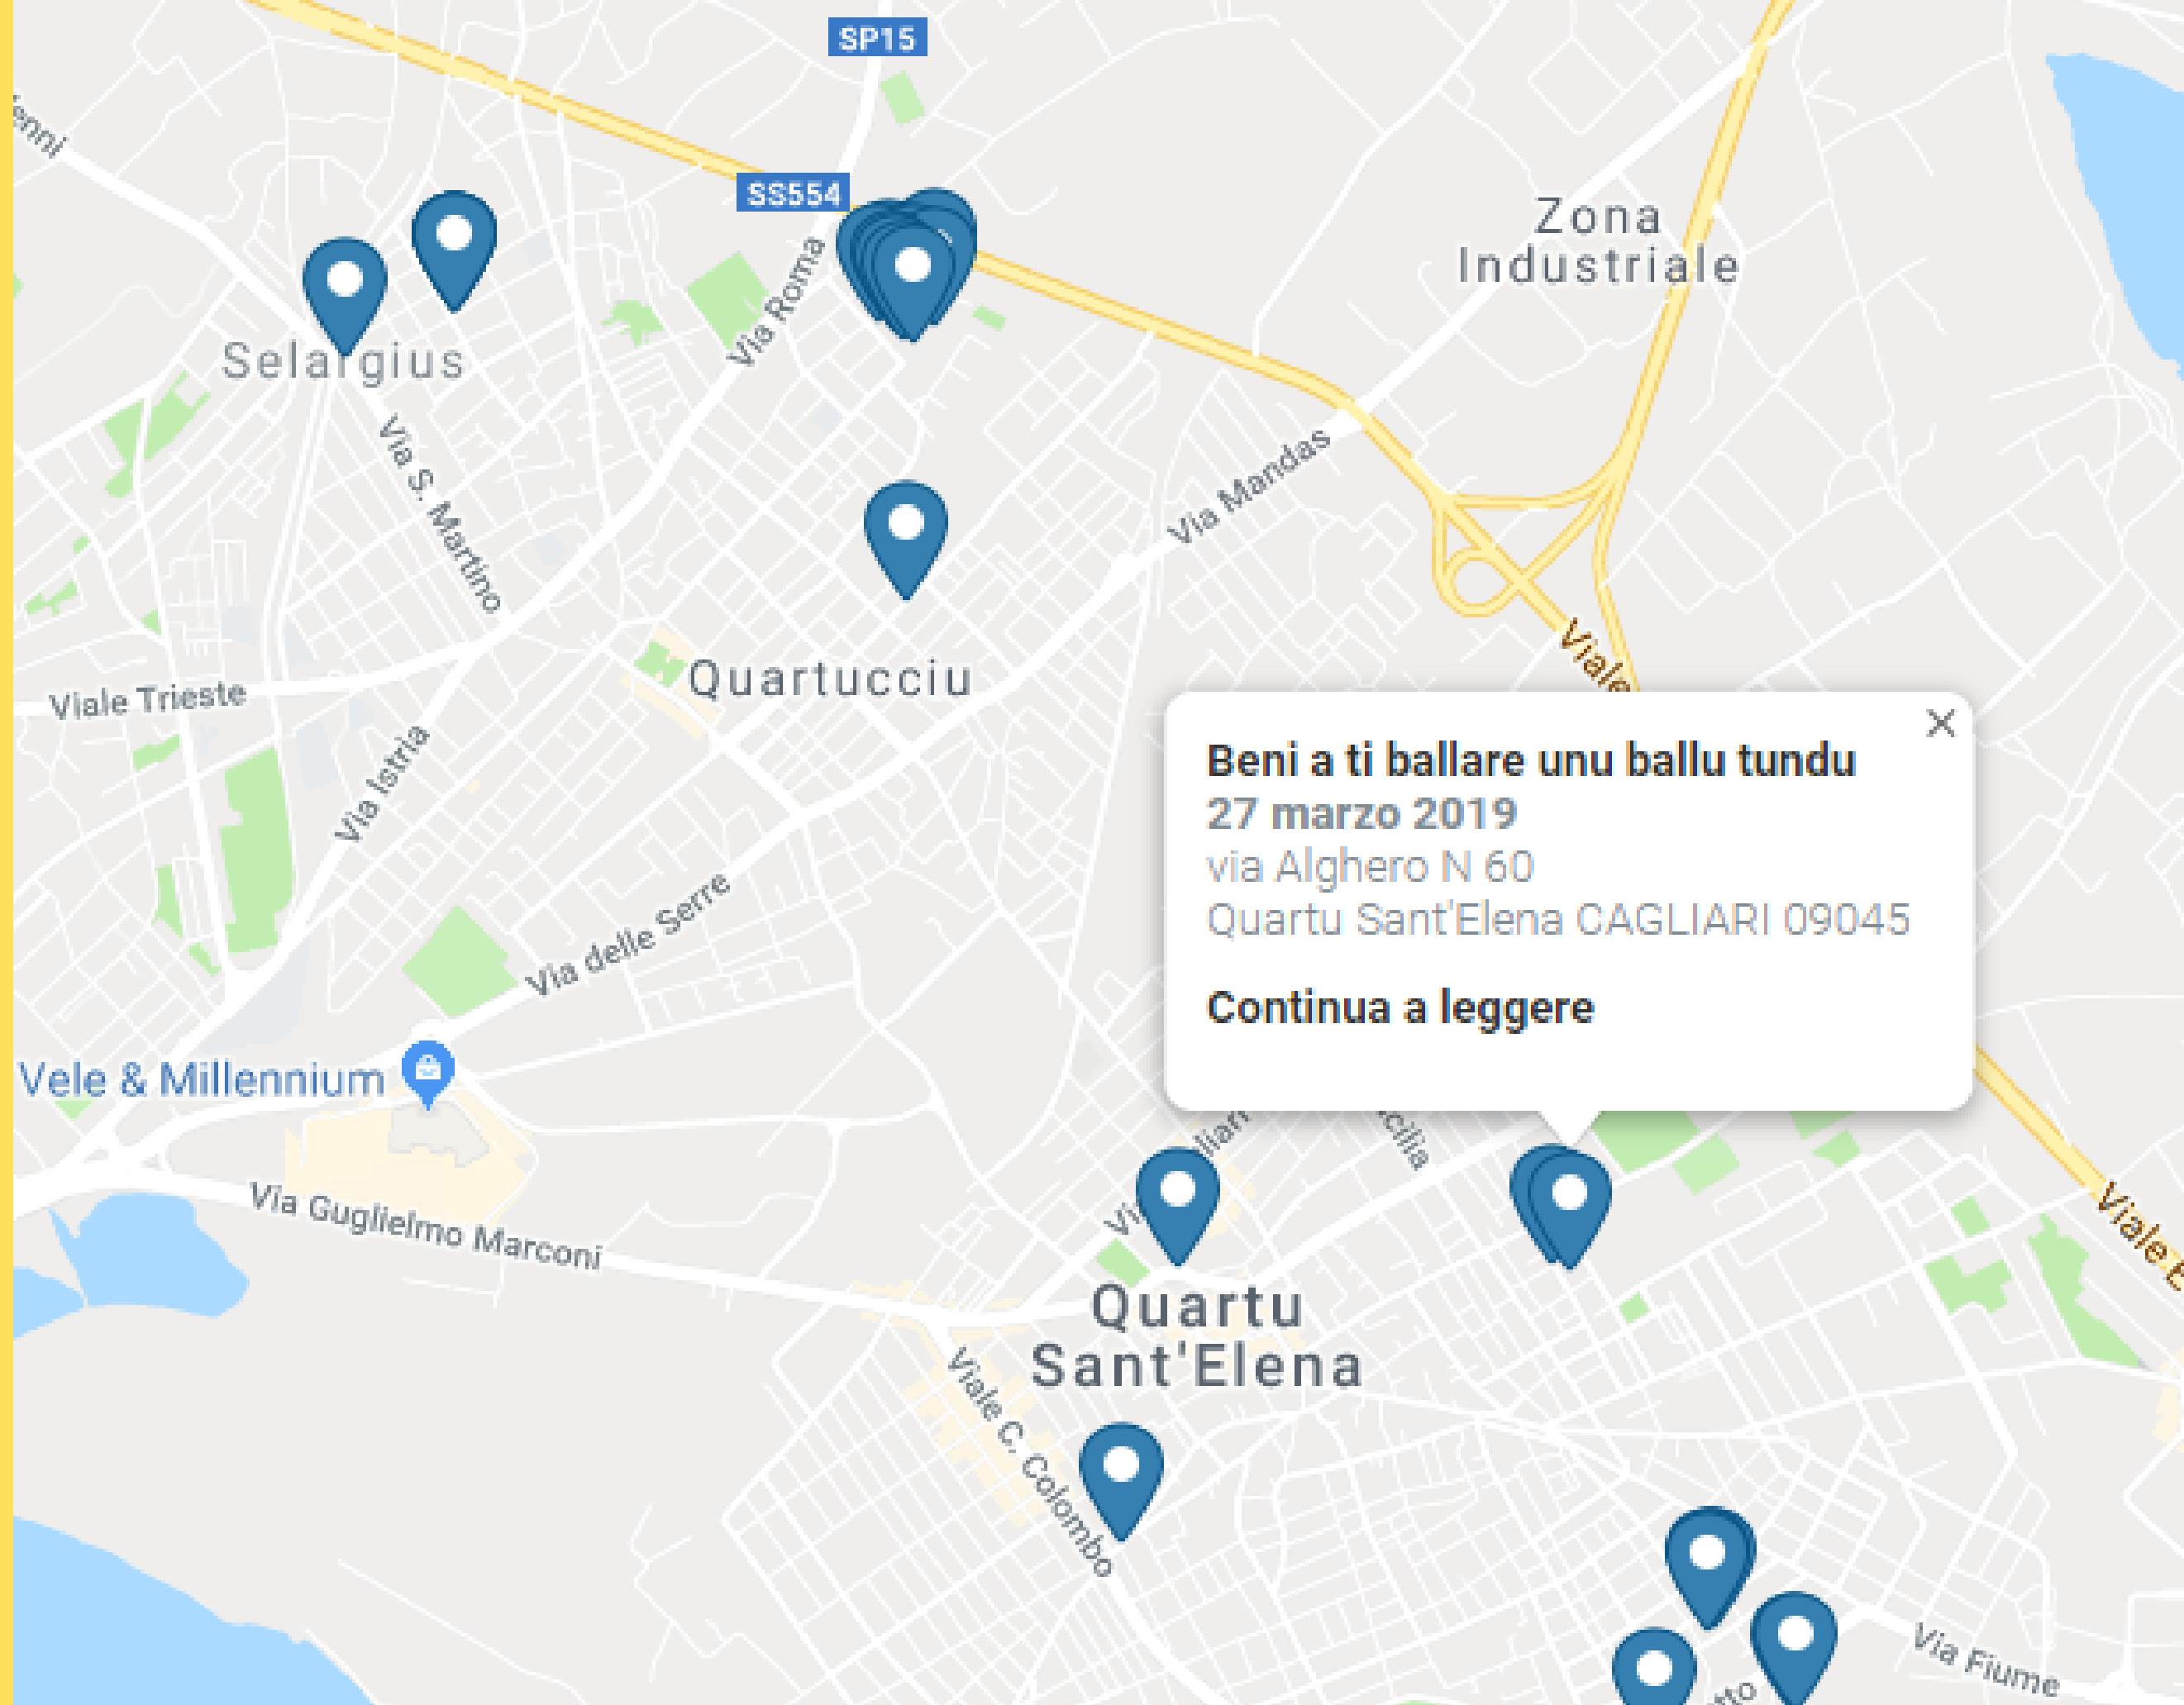 SP15
enni
SS554
Zona
Industriale
Via Roma
Selargius
Via S. Martino
Via Mandas
Viale
Quartucciu
Viale Trieste
Via Istria
Beni a ti ballare unu ballu tundu
27 marzo 2019
via Alghero N 60
Quartu Sant'Elena CAGLIARI 09045
Continua a leggere
Via delle Serre
Vele & Millennium
Via Guglielmo Marconi
Quartu
Sant'Elena
Viale C. Colombo
Viale E
Via Fiume